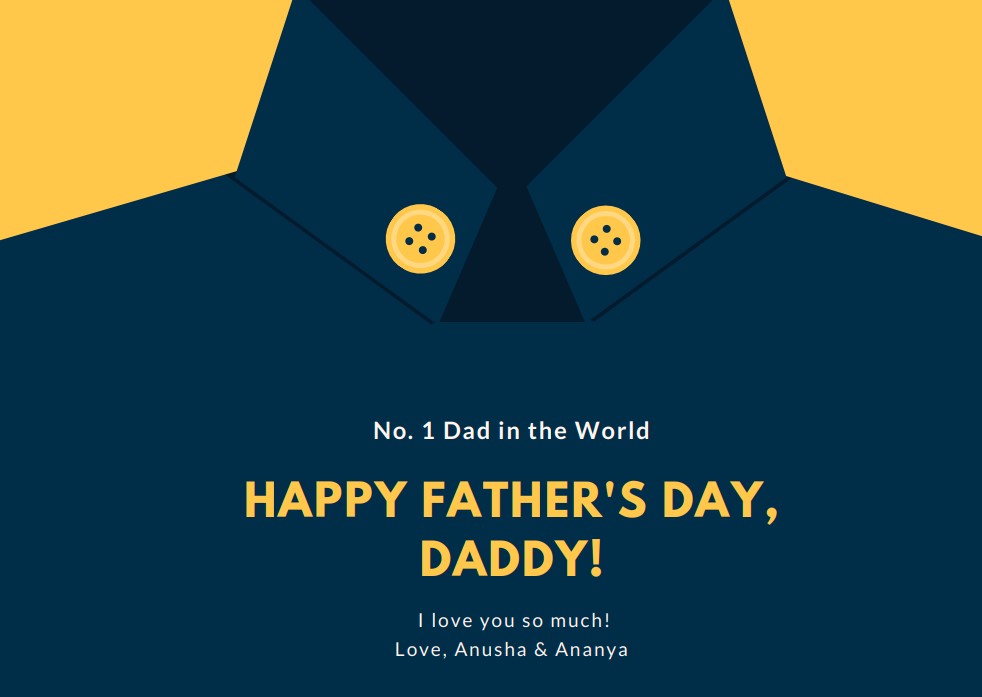 No. 1 Dad in the World
HAPPY FATHER'S DAY,
DADDY!
I love you so much!
Love, Anusha & Ananya